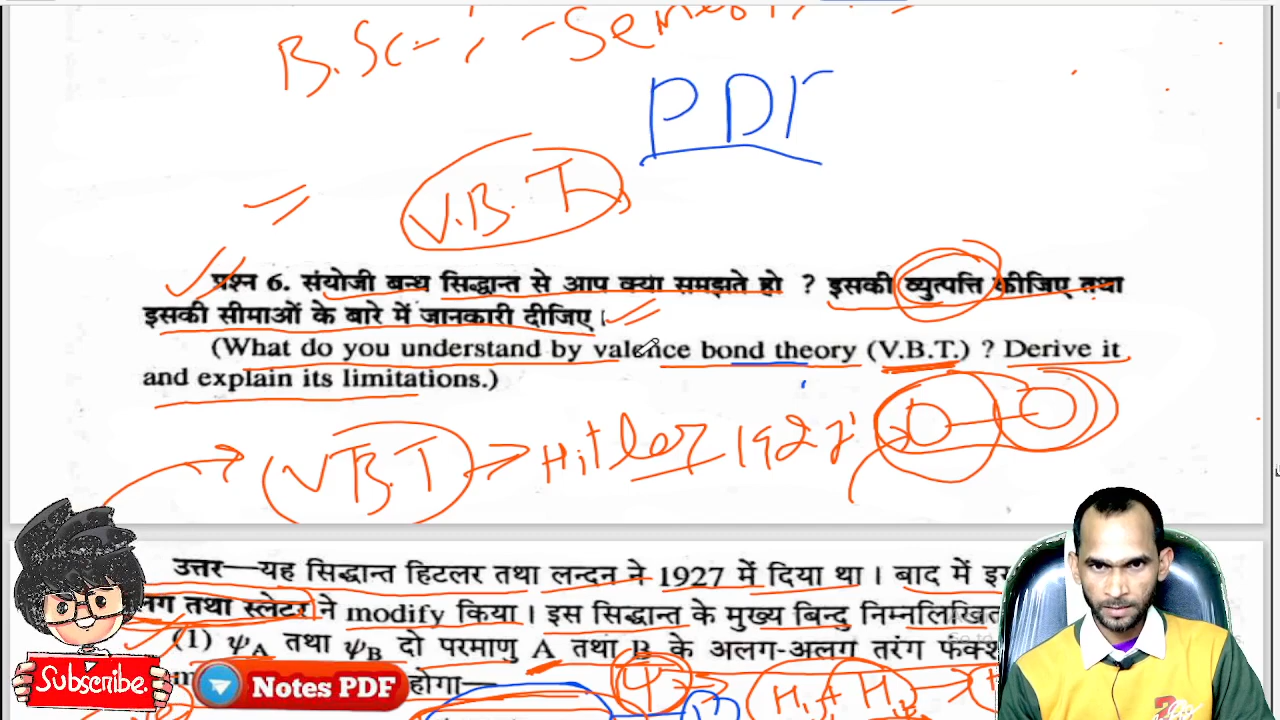 B.Sc-I-Semest
PDF
= V.B.T,
प्रश्न 6. संयोजी बन्ध सिद्धान्त से आप क्या समझते हो ? इसकी व्युत्पत्ति कीजिए तथा
इसकी सीमाओं के बारे में जानकारी दीजिए।
(What do you understand by valence bond theory (V.B.T.) ? Derive it
and explain its limitations.)
V.B.T → Hitler 1927
उत्तर—यह सिद्धान्त हिटलर तथा लन्दन ने 1927 में दिया था। बाद में
तथा स्लेटर ने modify किया। इस सिद्धान्त के मुख्य बिन्दु
(1) ψA तथा ψB दो परमाणु A तथा B के अलग-अलग तरंग
होगा—
ψ
Subscribe.
Notes PDF